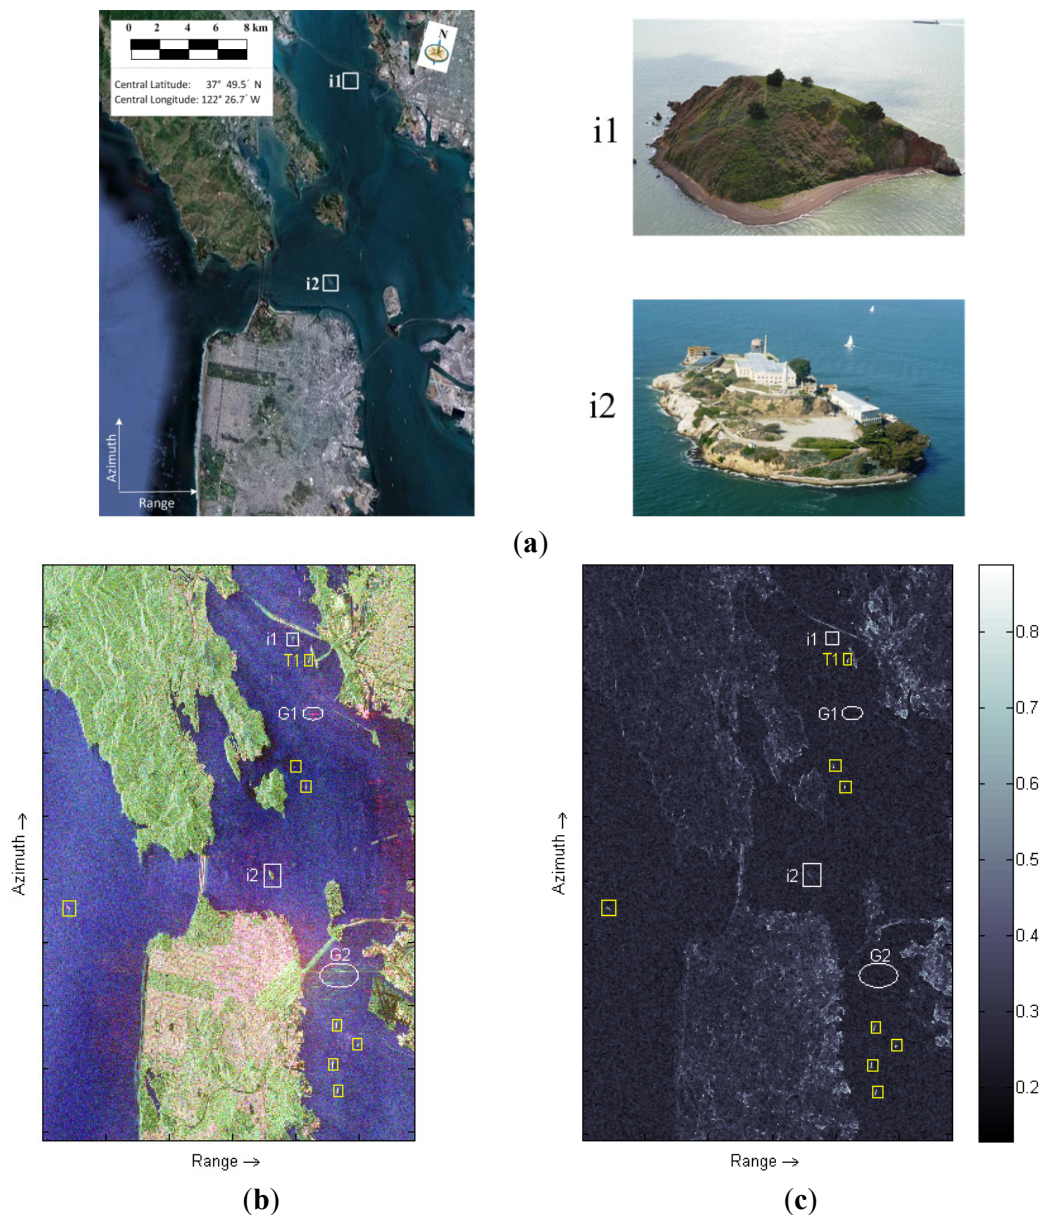 0 2 4 6 8 km
N
Central Latitude: 37° 49.5′ N
Central Longitude: 122° 26.7′ W
i1
i2
Azimuth
Range
i1
i2
(a)
i1
T1
G1
i2
G2
Azimuth →
Range →
(b)
i1
T1
G1
i2
G2
Azimuth →
Range →
0.8
0.7
0.6
0.5
0.4
0.3
0.2
(c)